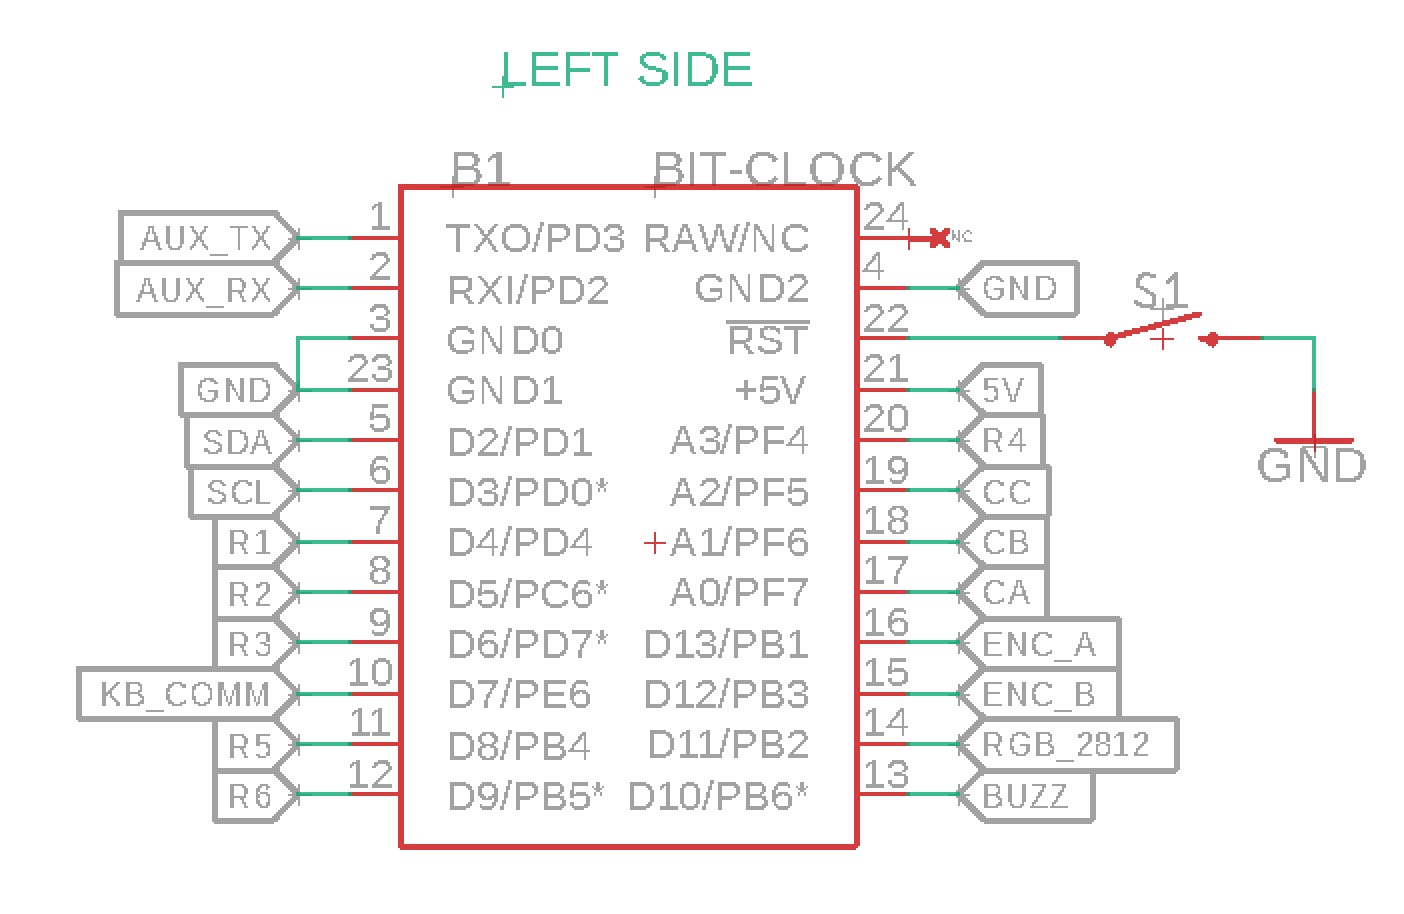 LEFT SIDE
B1 BIT-CLOCK
1 24
AUX_TX TXO/PD3 RAW/NC NC
2 4
AUX_RX RXI/PD2 GND2 GND S1
3 22
GND0 RST
23 21
GND GND1 +5V 5V
5 20
SDA D2/PD1 A3/PF4 R4
GND
6 19
SCL D3/PD0* A2/PF5 CC
7 18
R1 D4/PD4 A1/PF6 CB
8 17
R2 D5/PC6* A0/PF7 CA
9 16
R3 D6/PD7* D13/PB1 ENC_A
10 15
KB_COMM D7/PE6 D12/PB3 ENC_B
11 14
R5 D8/PB4 D11/PB2 RGB_2812
12 13
R6 D9/PB5* D10/PB6* BUZZ